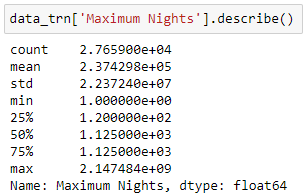 data_trn['Maximum Nights'].describe()
count    2.765900e+04
mean     2.374298e+05
std      2.237240e+07
min      1.000000e+00
25%      1.200000e+02
50%      1.125000e+03
75%      1.125000e+03
max      2.147484e+09
Name: Maximum Nights, dtype: float64